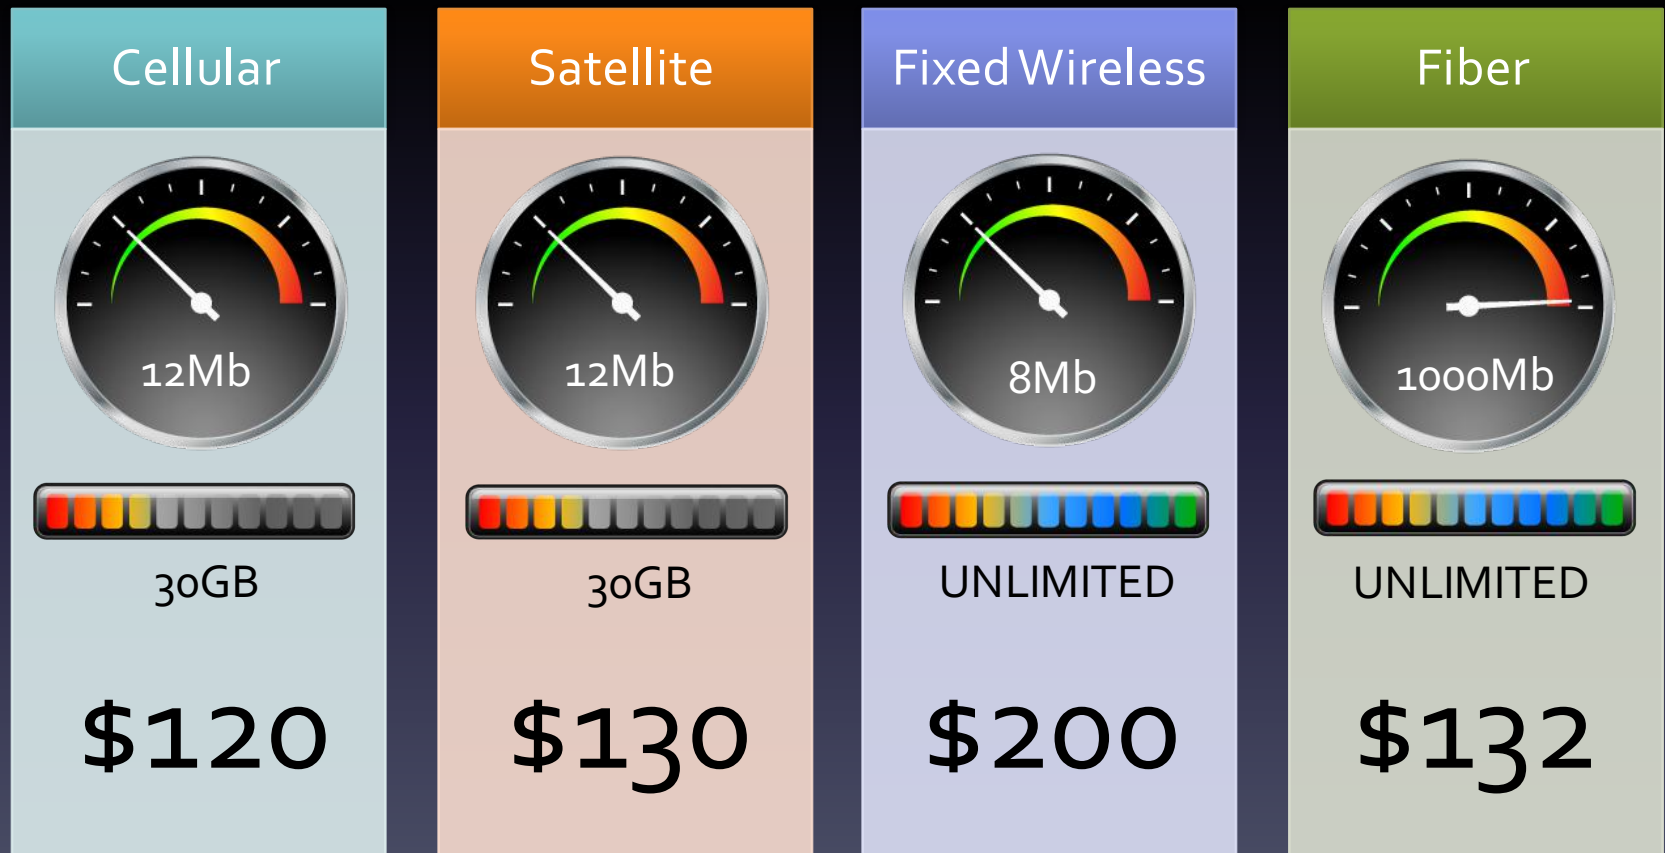 Cellular
12Mb
30GB
$120
Satellite
12Mb
30GB
$130
Fixed Wireless
8Mb
UNLIMITED
$200
Fiber
1000Mb
UNLIMITED
$132